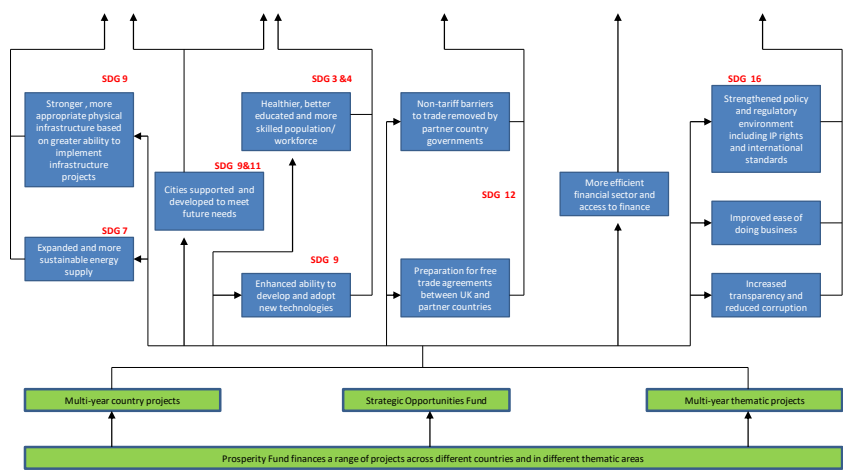 SDG 9
Stronger , more
appropriate physical
infrastructure based
on greater ability to
implement
infrastructure
projects
SDG 3 &4
Healthier, better
educated and more
skilled population/
workforce
Non-tariff barriers
to trade removed by
partner country
governments
SDG 16
Strengthened policy
and regulatory
environment
including IP rights
and international
standards
SDG 9&11
Cities supported and
developed to meet
future needs
SDG 12
More efficient
financial sector and
access to finance
SDG 7
Expanded and more
sustainable energy
supply
Improved ease of
doing business
SDG 9
Enhanced ability to
develop and adopt
new technologies
Preparation for free
trade agreements
between UK and
partner countries
Increased
transparency and
reduced corruption
Multi-year country projects
Strategic Opportunities Fund
Multi-year thematic projects
Prosperity Fund finances a range of projects across different countries and in different thematic areas